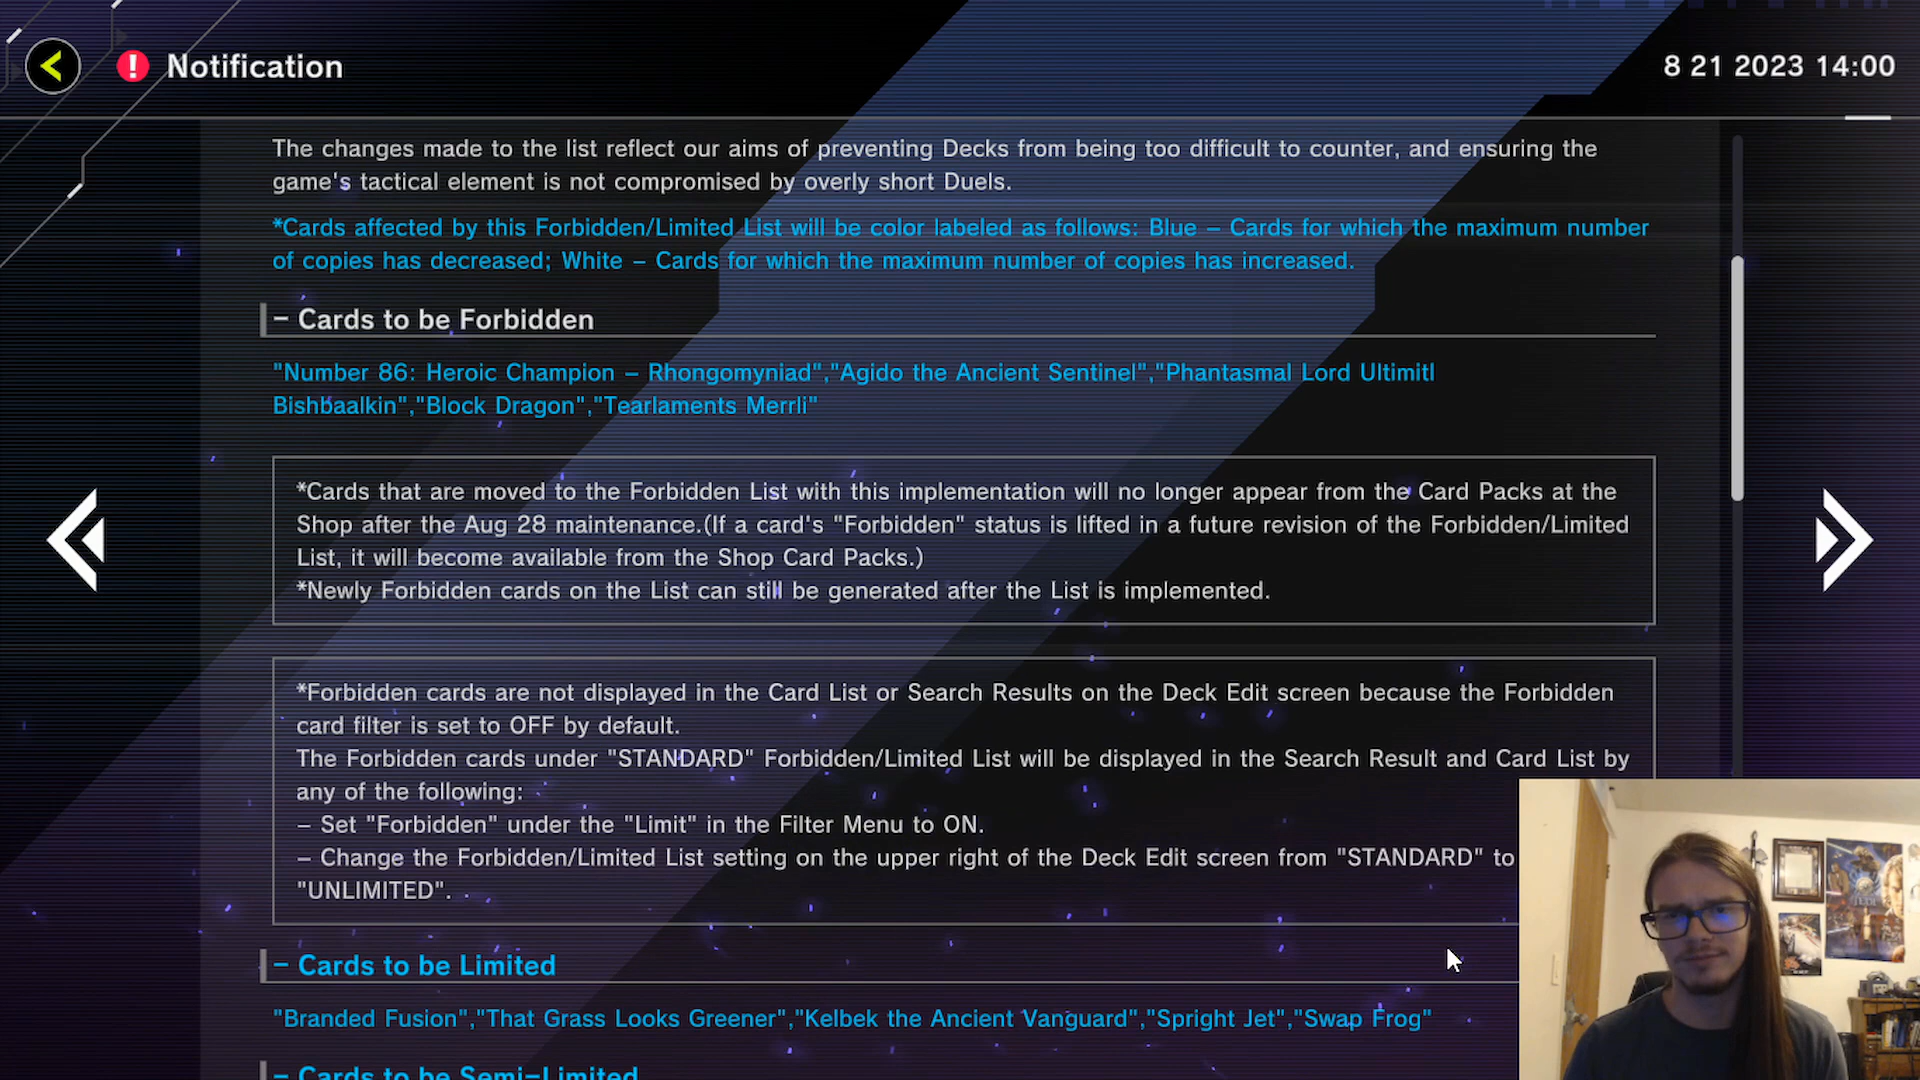 Notification
8 21 2023 14:00
The changes made to the list reflect our aims of preventing Decks from being too difficult to counter, and ensuring the
game's tactical element is not compromised by overly short Duels.
*Cards affected by this Forbidden/Limited List will be color labeled as follows: Blue – Cards for which the maximum number
of copies has decreased; White – Cards for which the maximum number of copies has increased.
– Cards to be Forbidden
"Number 86: Heroic Champion – Rhongomyniad","Agido the Ancient Sentinel","Phantasmal Lord Ultimitl
Bishbaalkin","Block Dragon","Tearlaments Merrli"
*Cards that are moved to the Forbidden List with this implementation will no longer appear from the Card Packs at the
Shop after the Aug 28 maintenance.(If a card's "Forbidden" status is lifted in a future revision of the Forbidden/Limited
List, it will become available from the Shop Card Packs.)
*Newly Forbidden cards on the List can still be generated after the List is implemented.
*Forbidden cards are not displayed in the Card List or Search Results on the Deck Edit screen because the Forbidden
card filter is set to OFF by default.
The Forbidden cards under "STANDARD" Forbidden/Limited List will be displayed in the Search Result and Card List by
any of the following:
– Set "Forbidden" under the "Limit" in the Filter Menu to ON.
– Change the Forbidden/Limited List setting on the upper right of the Deck Edit screen from "STANDARD" to
"UNLIMITED".
– Cards to be Limited
"Branded Fusion","That Grass Looks Greener","Kelbek the Ancient Vanguard","Spright Jet","Swap Frog"
– Cards to be Semi–Limited
JEDI